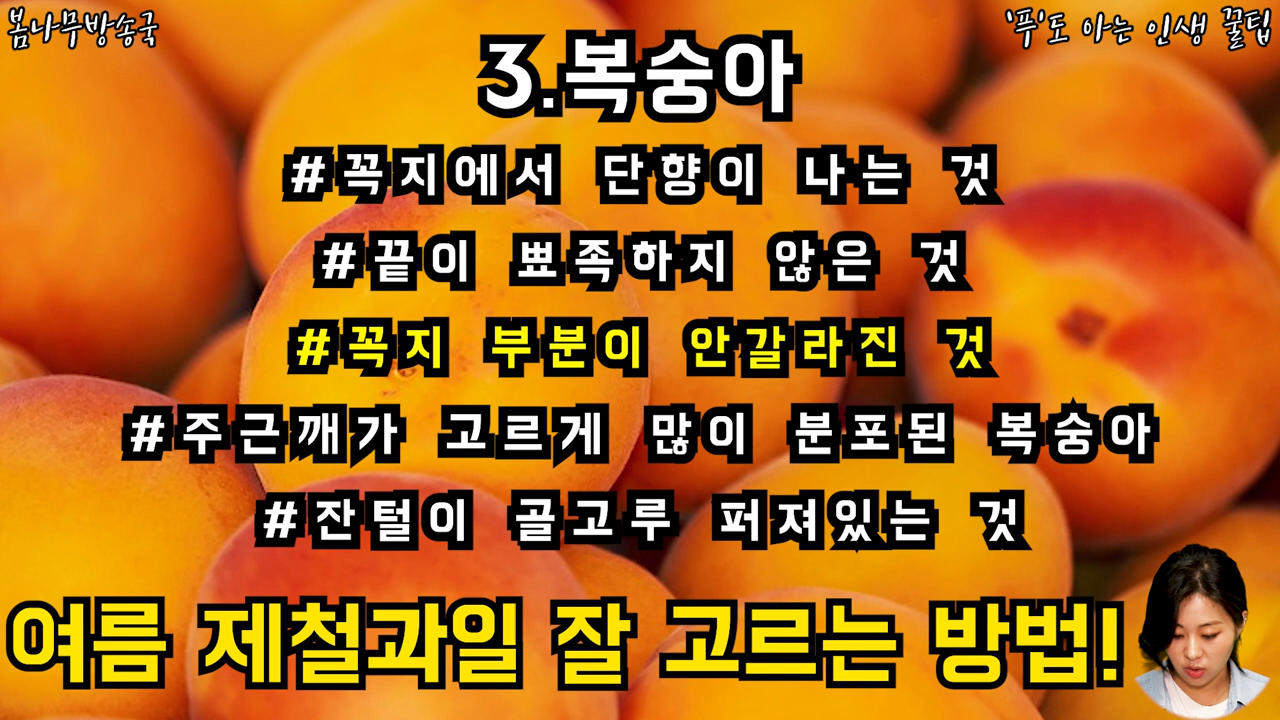 봄나무방송국
'푸'도 아는 인생 꿀팁
3.복숭아
#꼭지에서 단향이 나는 것
#끝이 뾰족하지 않은 것
#꼭지 부분이 안갈라진 것
#주근깨가 고르게 많이 분포된 복숭아
#잔털이 골고루 퍼져있는 것
여름 제철과일 잘 고르는 방법!